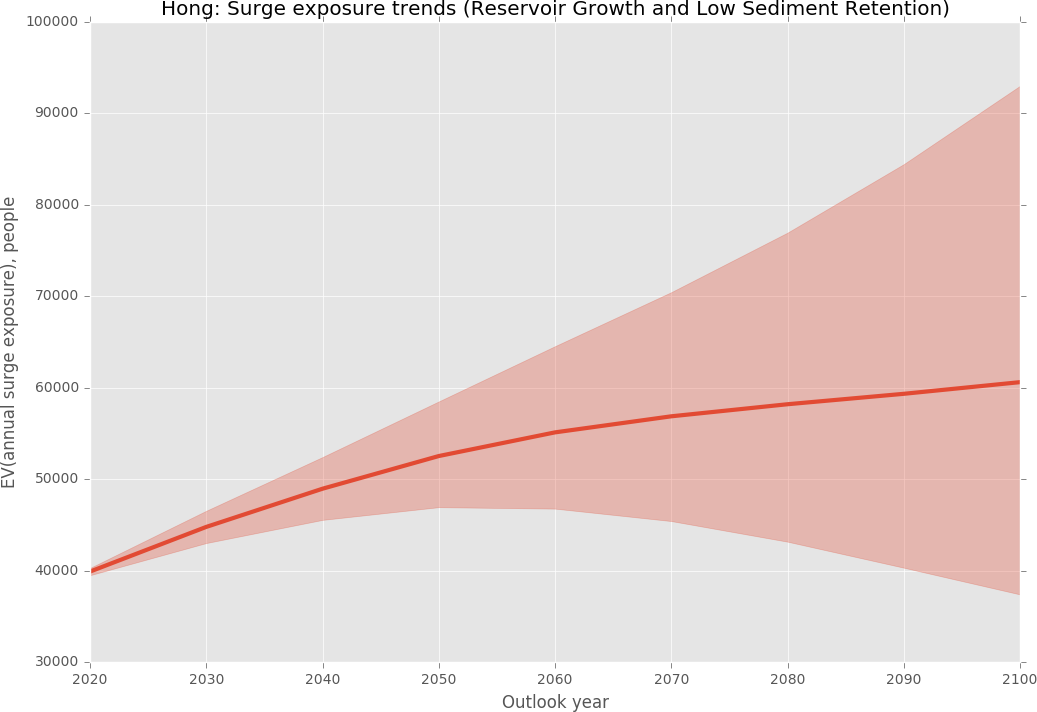 Hong: Surge exposure trends (Reservoir Growth and Low Sediment Retention)
100000
90000
80000
70000
60000
50000
40000
30000
EV(annual surge exposure), people
2020 2030 2040 2050 2060 2070 2080 2090 2100
Outlook year